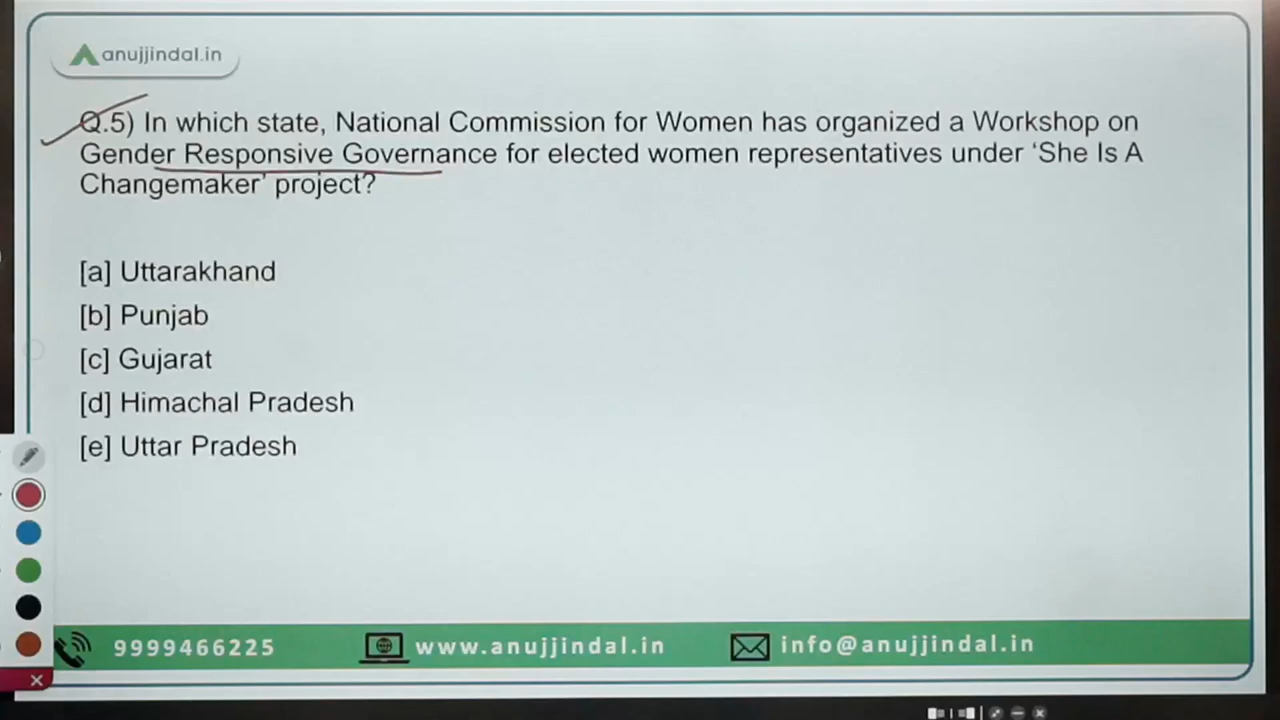 anujjindal.in
Q.5) In which state, National Commission for Women has organized a Workshop on
Gender Responsive Governance for elected women representatives under ‘She Is A
Changemaker’ project?
[a] Uttarakhand
[b] Punjab
[c] Gujarat
[d] Himachal Pradesh
[e] Uttar Pradesh
9999466225 www.anujjindal.in info@anujjindal.in